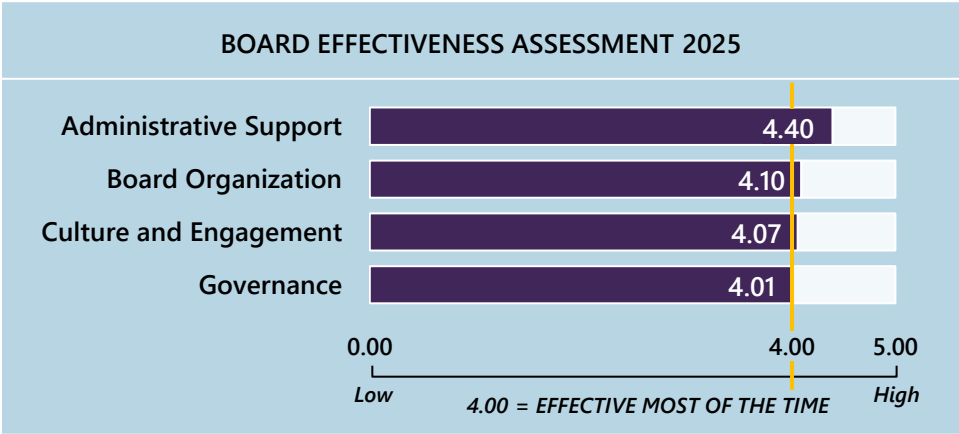 BOARD EFFECTIVENESS ASSESSMENT 2025
Administrative Support 4.40
Board Organization 4.10
Culture and Engagement 4.07
Governance 4.01
0.00 4.00 5.00
Low High
4.00 = EFFECTIVE MOST OF THE TIME